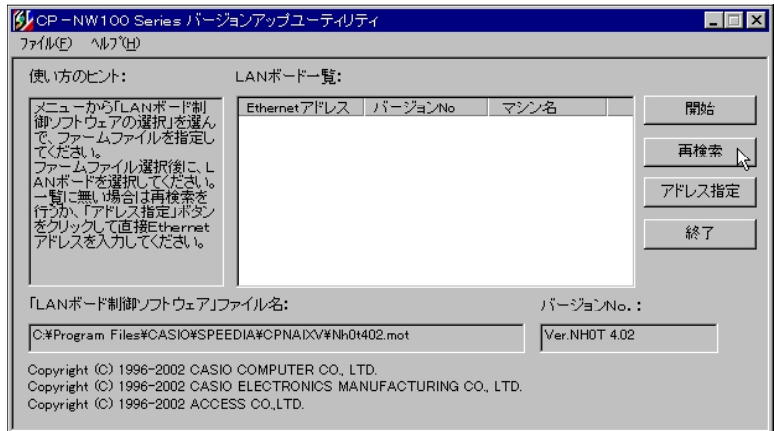 CP-NW100 Series バージョンアップユーティリティ
ファイル(F) ヘルプ(H)
使い方のヒント:
メニューから「LANボード制
御ソフトウェアの選択」を選ん
で、ファームファイルを指定し
てください。
ファームファイル選択後に、L
ANボードを選択してください。
一覧に無い場合は再検索を
行うか、「アドレス指定」ボタン
をクリックして直接Ethernet
アドレスを入力してください。
LANボード一覧:
Ethernetアドレス バージョンNo マシン名
開始
再検索
アドレス指定
終了
「LANボード制御ソフトウェア」ファイル名:
C:¥Program Files¥CASIO¥SPEEDIA¥CPNAIXV¥Nh0t402.mot
バージョンNo.:
Ver.NH0T 4.02
Copyright (C) 1996-2002 CASIO COMPUTER CO., LTD.
Copyright (C) 1996-2002 CASIO ELECTRONICS MANUFACTURING CO., LTD.
Copyright (C) 1996-2002 ACCESS CO.,LTD.